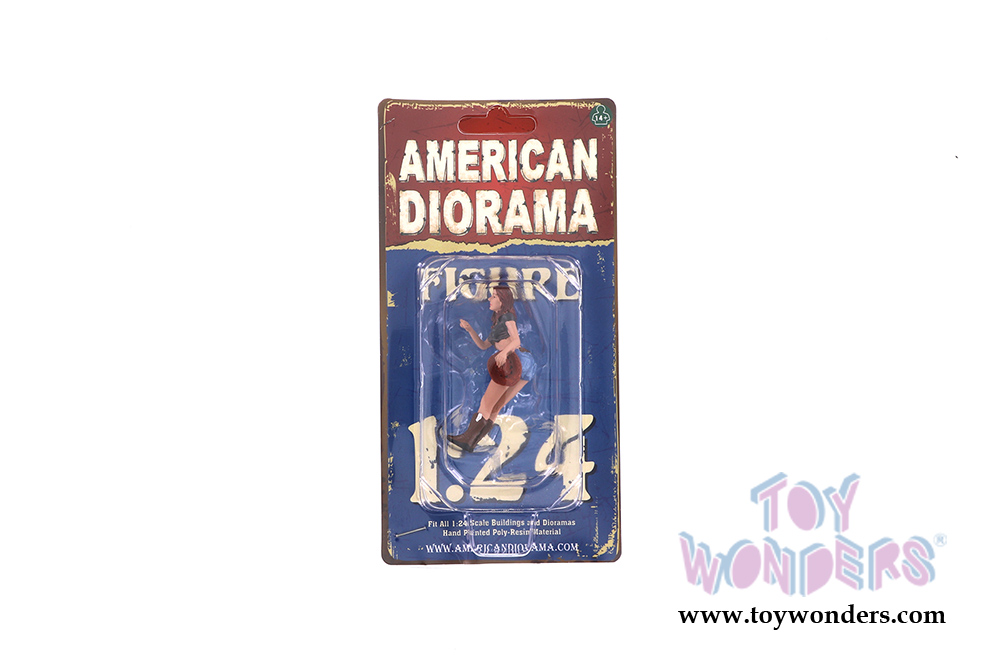 14+
AMERICAN
DIORAMA
FIGURE
1:24
Fit All 1:24 Scale Buildings and Dioramas
Hand Painted Poly-Resin Material
WWW.AMERICANDIORAMA.COM
TOY
WONDERS®
www.toywonders.com